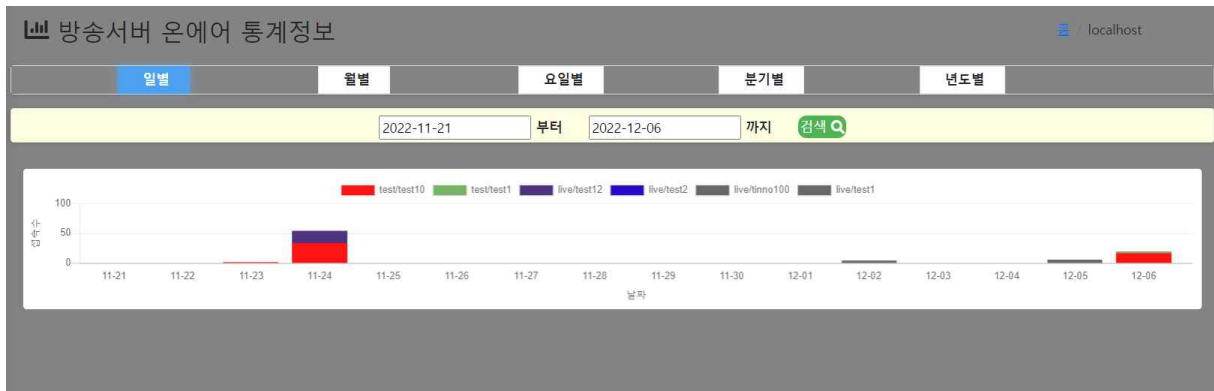 방송서버 온에어 통계정보
홈 / localhost
일별 월별 요일별 분기별 년도별
2022-11-21 부터 2022-12-06 까지 검색
test/test10 test/test1 live/test12 live/test2 live/tinno100 live/test1
100
접속수
50
0
11-21 11-22 11-23 11-24 11-25 11-26 11-27 11-28 11-29 11-30 12-01 12-02 12-03 12-04 12-05 12-06
날짜